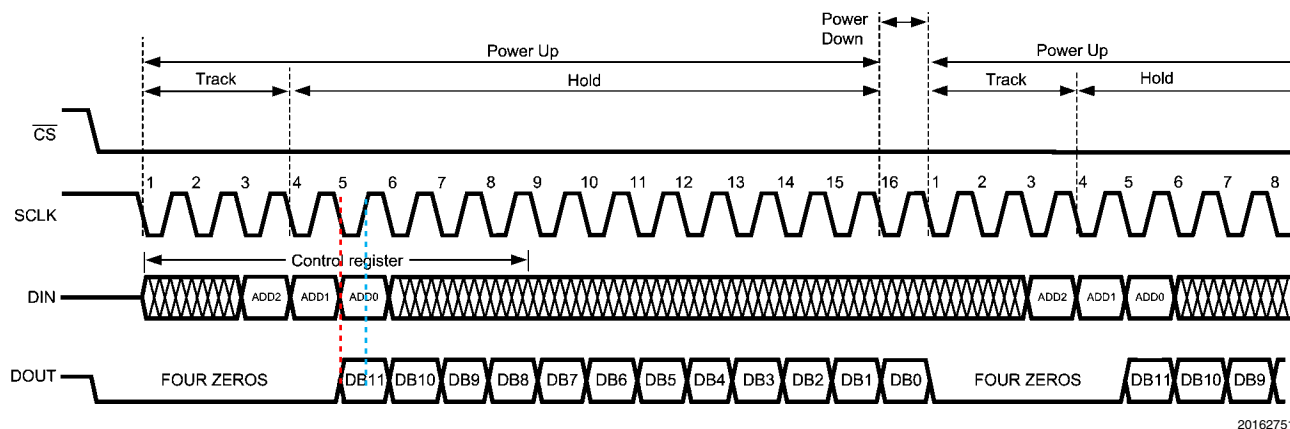 Power Up
Power Down
Power Up
Track
Hold
Track
Hold
CS
1 2 3 4 5 6 7 8 9 10 11 12 13 14 15 16 1 2 3 4 5 6 7 8
SCLK
Control register
DIN ADD2 ADD1 ADD0 ADD2 ADD1 ADD0
DOUT FOUR ZEROS DB11 DB10 DB9 DB8 DB7 DB6 DB5 DB4 DB3 DB2 DB1 DB0 FOUR ZEROS DB11 DB10 DB9
20162751